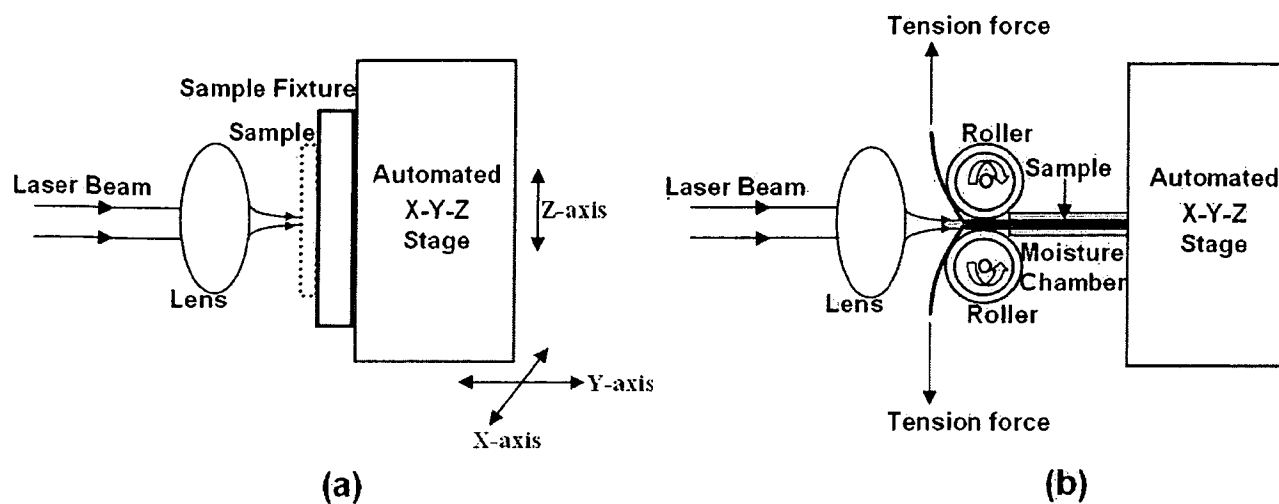 Sample Fixture
Sample
Laser Beam
Lens
Automated
X-Y-Z
Stage
Z-axis
Y-axis
X-axis
(a)
Tension force
Roller
Sample
Laser Beam
Lens
Automated
X-Y-Z
Stage
Moisture
Chamber
Roller
Tension force
(b)